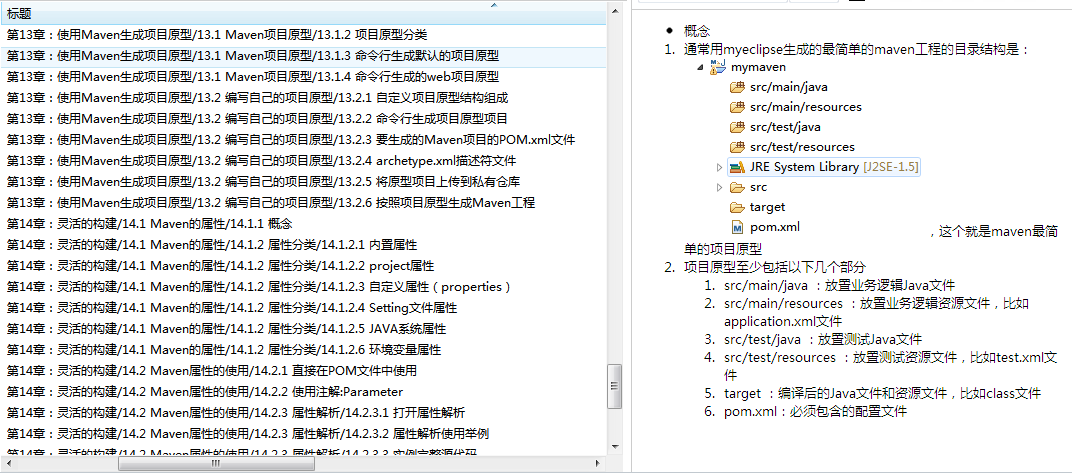 标题
第13章：使用Maven生成项目原型/13.1 Maven项目原型/13.1.2 项目原型分类
第13章：使用Maven生成项目原型/13.1 Maven项目原型/13.1.3 命令行生成默认的项目原型
第13章：使用Maven生成项目原型/13.1 Maven项目原型/13.1.4 命令行生成的web项目原型
第13章：使用Maven生成项目原型/13.2 编写自己的项目原型/13.2.1 自定义项目原型结构组成
第13章：使用Maven生成项目原型/13.2 编写自己的项目原型/13.2.2 命令行生成项目原型项目
第13章：使用Maven生成项目原型/13.2 编写自己的项目原型/13.2.3 要生成的Maven项目的POM.xml文件
第13章：使用Maven生成项目原型/13.2 编写自己的项目原型/13.2.4 archetype.xml描述符文件
第13章：使用Maven生成项目原型/13.2 编写自己的项目原型/13.2.5 将原型项目上传到私有仓库
第13章：使用Maven生成项目原型/13.2 编写自己的项目原型/13.2.6 按照项目原型生成Maven工程
第14章：灵活的构建/14.1 Maven的属性/14.1.1 概念
第14章：灵活的构建/14.1 Maven的属性/14.1.2 属性分类/14.1.2.1 内置属性
第14章：灵活的构建/14.1 Maven的属性/14.1.2 属性分类/14.1.2.2 project属性
第14章：灵活的构建/14.1 Maven的属性/14.1.2 属性分类/14.1.2.3 自定义属性（properties）
第14章：灵活的构建/14.1 Maven的属性/14.1.2 属性分类/14.1.2.4 Setting文件属性
第14章：灵活的构建/14.1 Maven的属性/14.1.2 属性分类/14.1.2.5 JAVA系统属性
第14章：灵活的构建/14.1 Maven的属性/14.1.2 属性分类/14.1.2.6 环境变量属性
第14章：灵活的构建/14.2 Maven属性的使用/14.2.1 直接在POM文件中使用
第14章：灵活的构建/14.2 Maven属性的使用/14.2.2 使用注解:Parameter
第14章：灵活的构建/14.2 Maven属性的使用/14.2.3 属性解析/14.2.3.1 打开属性解析
第14章：灵活的构建/14.2 Maven属性的使用/14.2.3 属性解析/14.2.3.2 属性解析使用举例
第14章：灵活的构建/14.2 Maven属性的使用/14.2.3 属性解析/14.2.3.3 实例完整源代码
概念
1. 通常用myeclipse生成的最简单的maven工程的目录结构是：
mymaven
src/main/java
src/main/resources
src/test/java
src/test/resources
JRE System Library [J2SE-1.5]
src
target
pom.xml
，这个就是maven最简
单的项目原型
2. 项目原型至少包括以下几个部分
1. src/main/java ：放置业务逻辑Java文件
2. src/main/resources ：放置业务逻辑资源文件，比如
application.xml文件
3. src/test/java ：放置测试Java文件
4. src/test/resources ：放置测试资源文件，比如test.xml文
件
5. target ：编译后的Java文件和资源文件，比如class文件
6. pom.xml：必须包含的配置文件